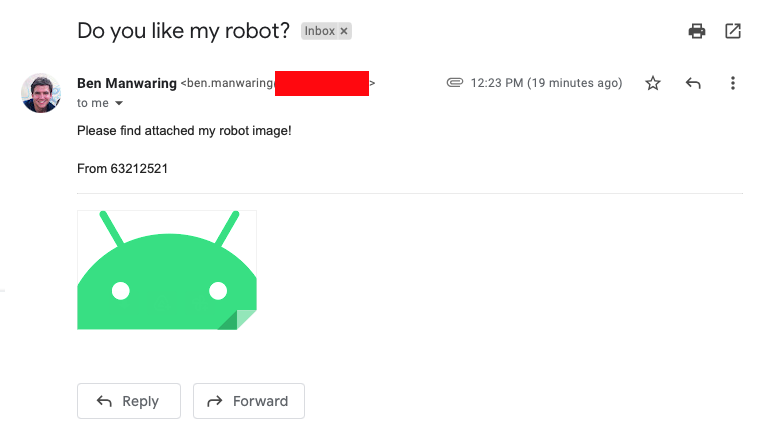 Do you like my robot? Inbox ×
Ben Manwaring <ben.manwaring > 12:23 PM (19 minutes ago)
to me
Please find attached my robot image!
From 63212521
Reply Forward